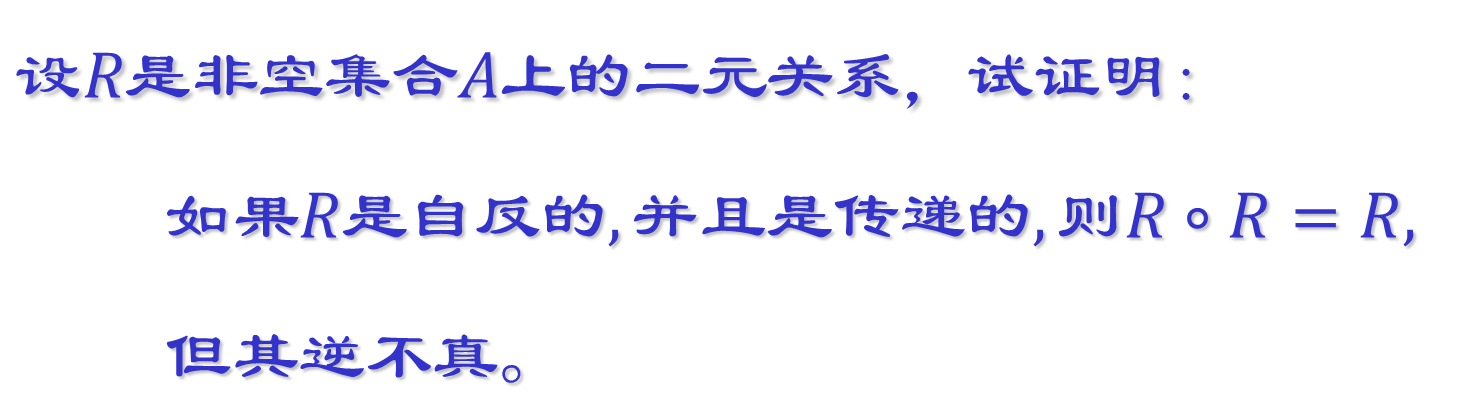 设R是非空集合A上的二元关系，试证明:
如果R是自反的,并且是传递的,则R∘R = R,
但其逆不真。